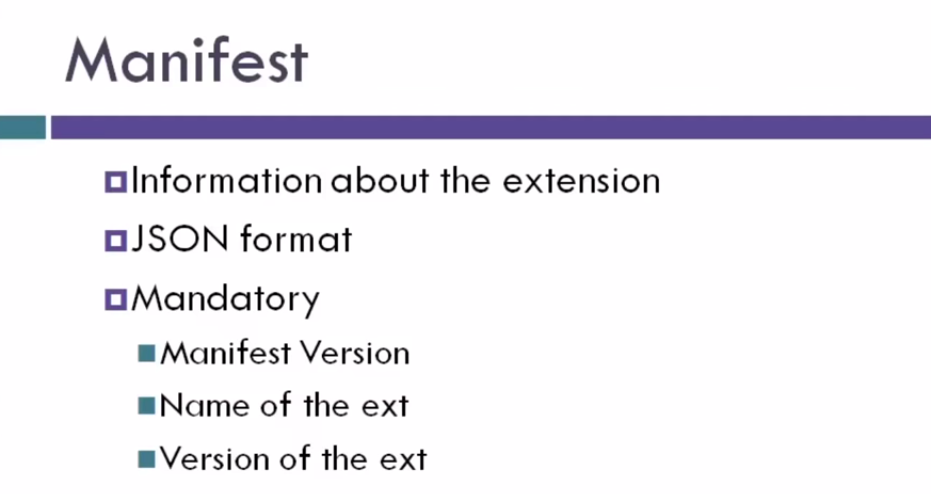 Manifest
Information about the extension
JSON format
Mandatory
Manifest Version
Name of the ext
Version of the ext